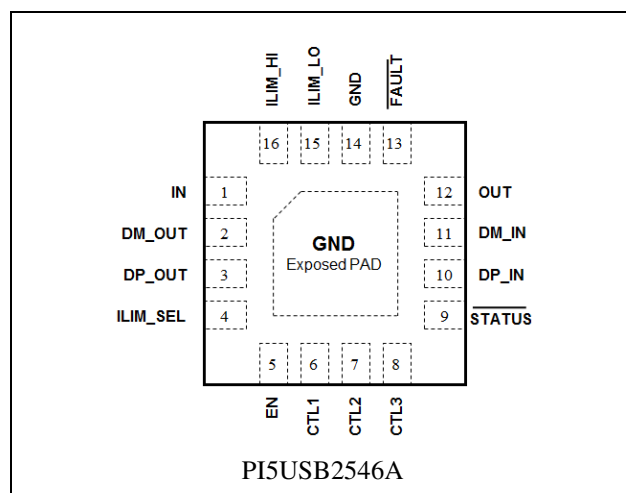 ILIM_HI
ILIM_LO
GND
FAULT
16
15
14
13
IN
1
12
OUT
DM_OUT
2
11
DM_IN
GND
Exposed PAD
DP_OUT
3
10
DP_IN
ILIM_SEL
4
9
STATUS
5
6
7
8
EN
CTL1
CTL2
CTL3
PI5USB2546A